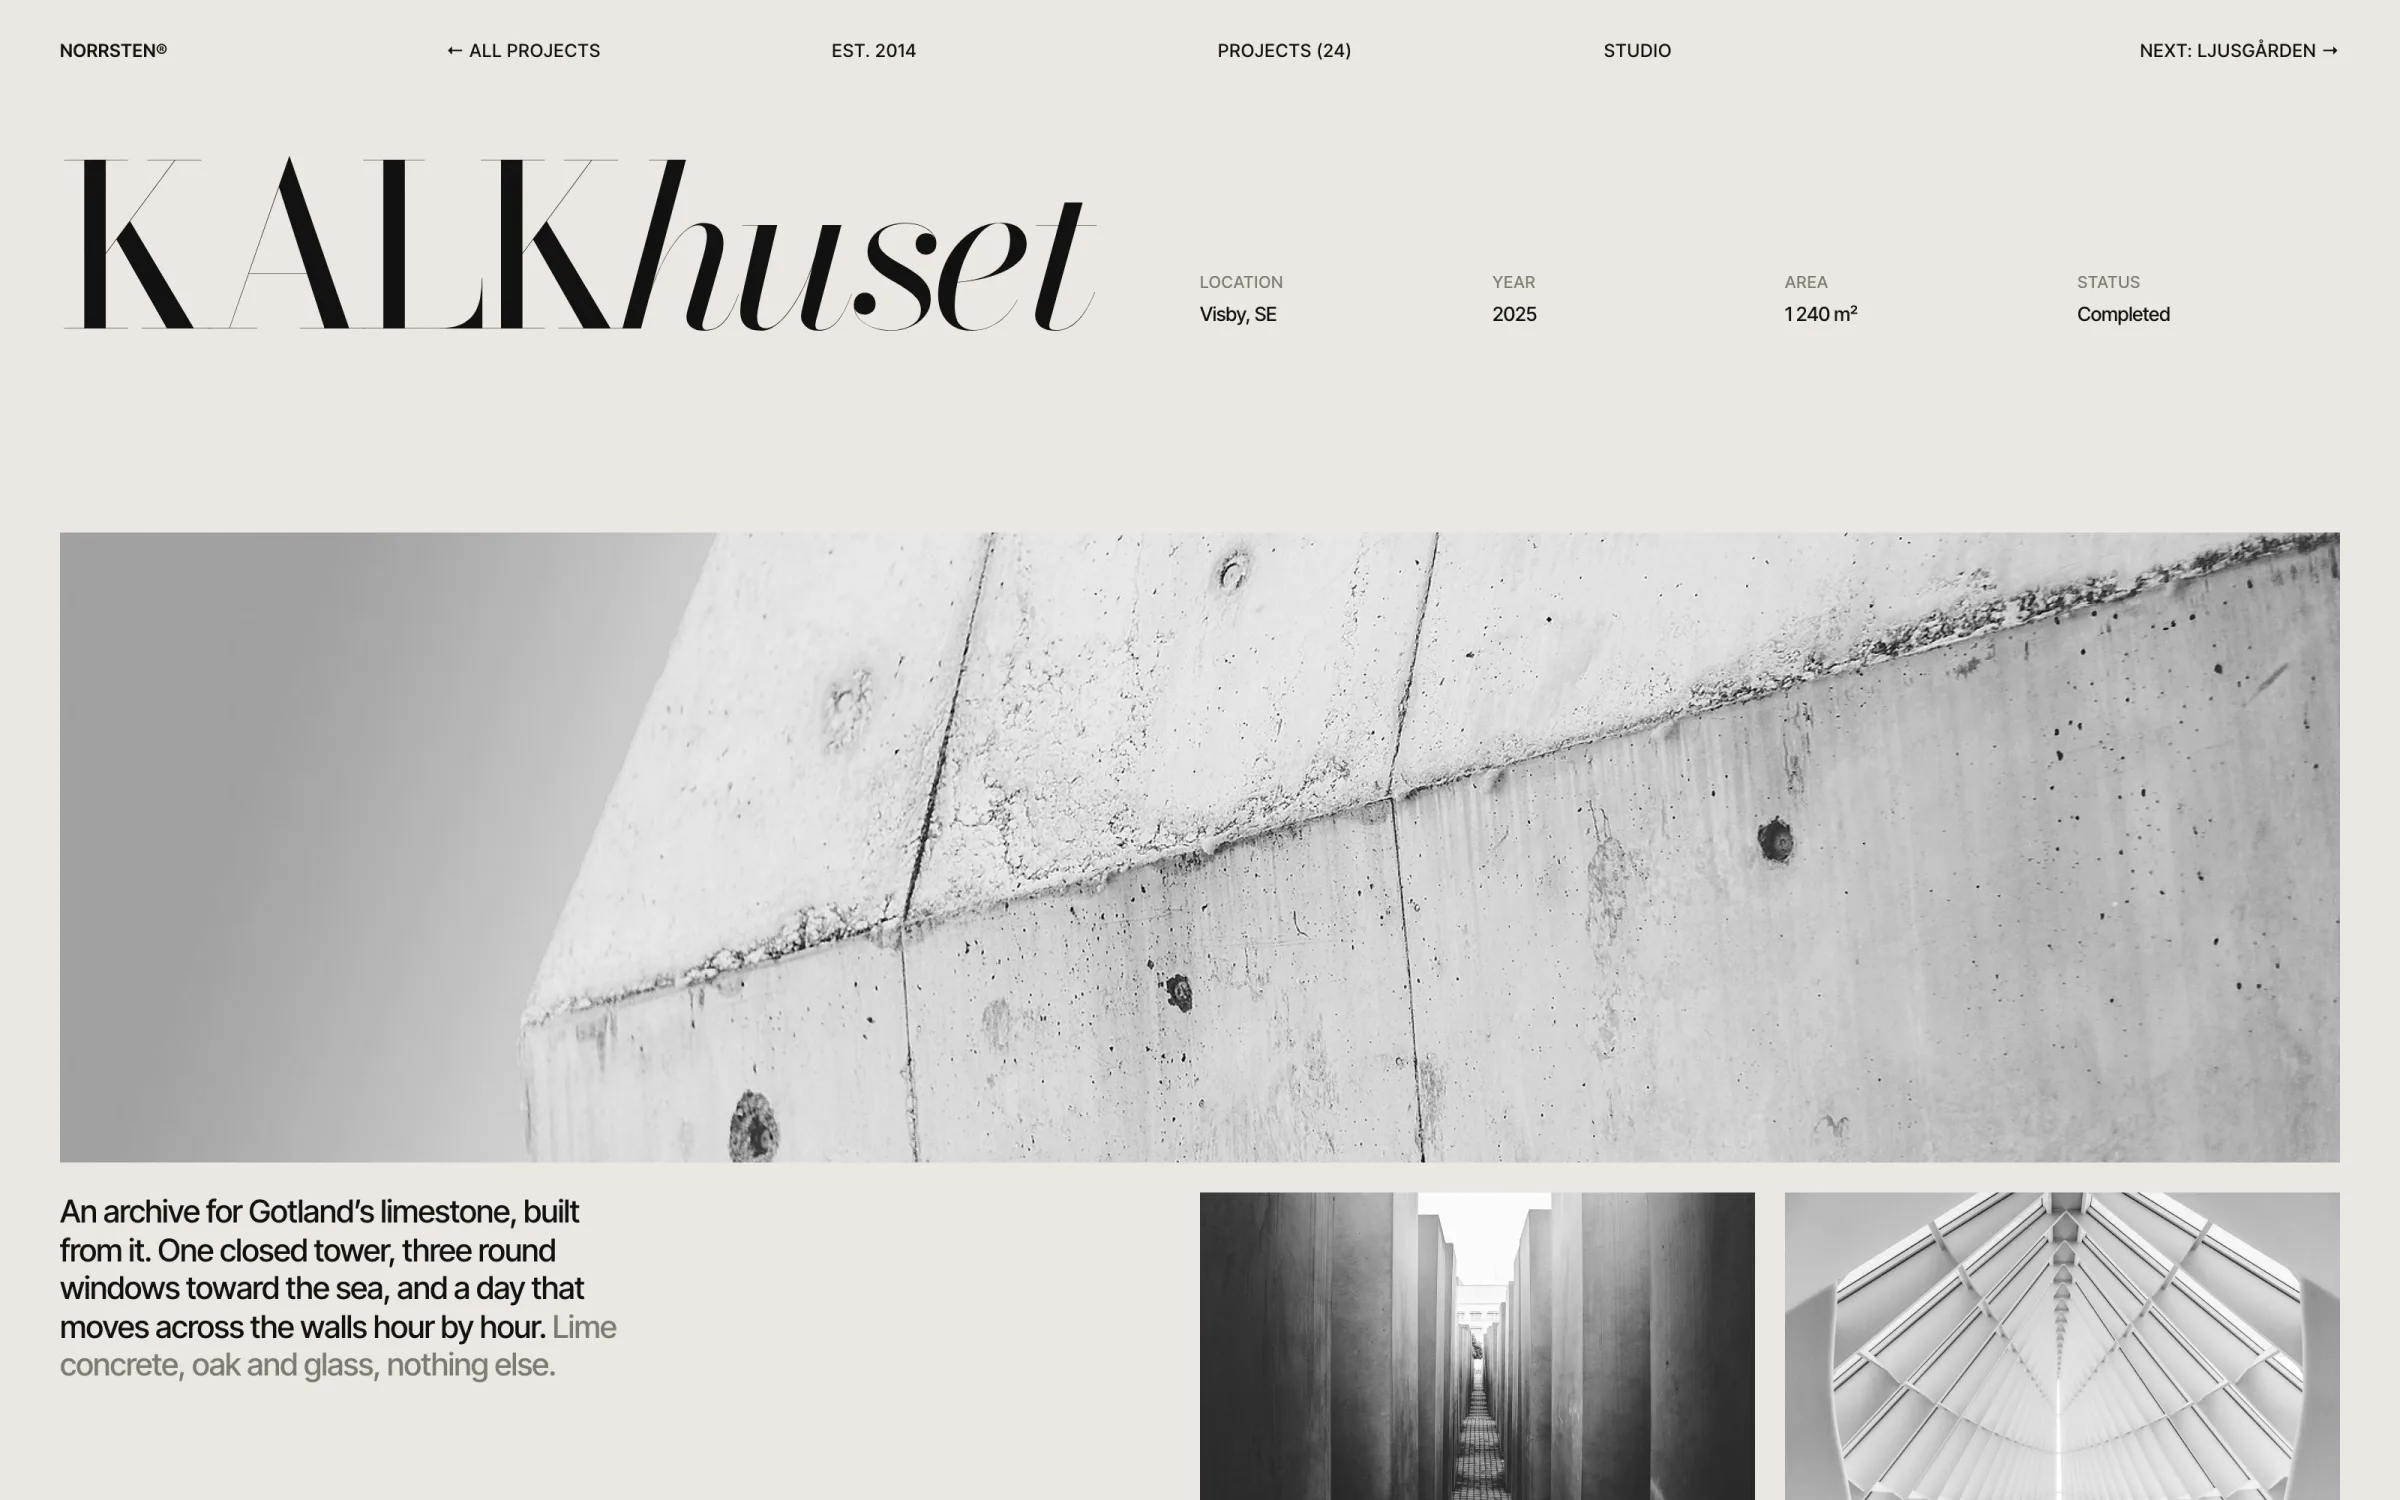 NORRSTEN®
← ALL PROJECTS
EST. 2014
PROJECTS (24)
STUDIO
NEXT: LJUSGÅRDEN →
KALKhuset
LOCATION
Visby, SE
YEAR
2025
AREA
1 240 m²
STATUS
Completed
An archive for Gotland’s limestone, built
from it. One closed tower, three round
windows toward the sea, and a day that
moves across the walls hour by hour. Lime
concrete, oak and glass, nothing else.